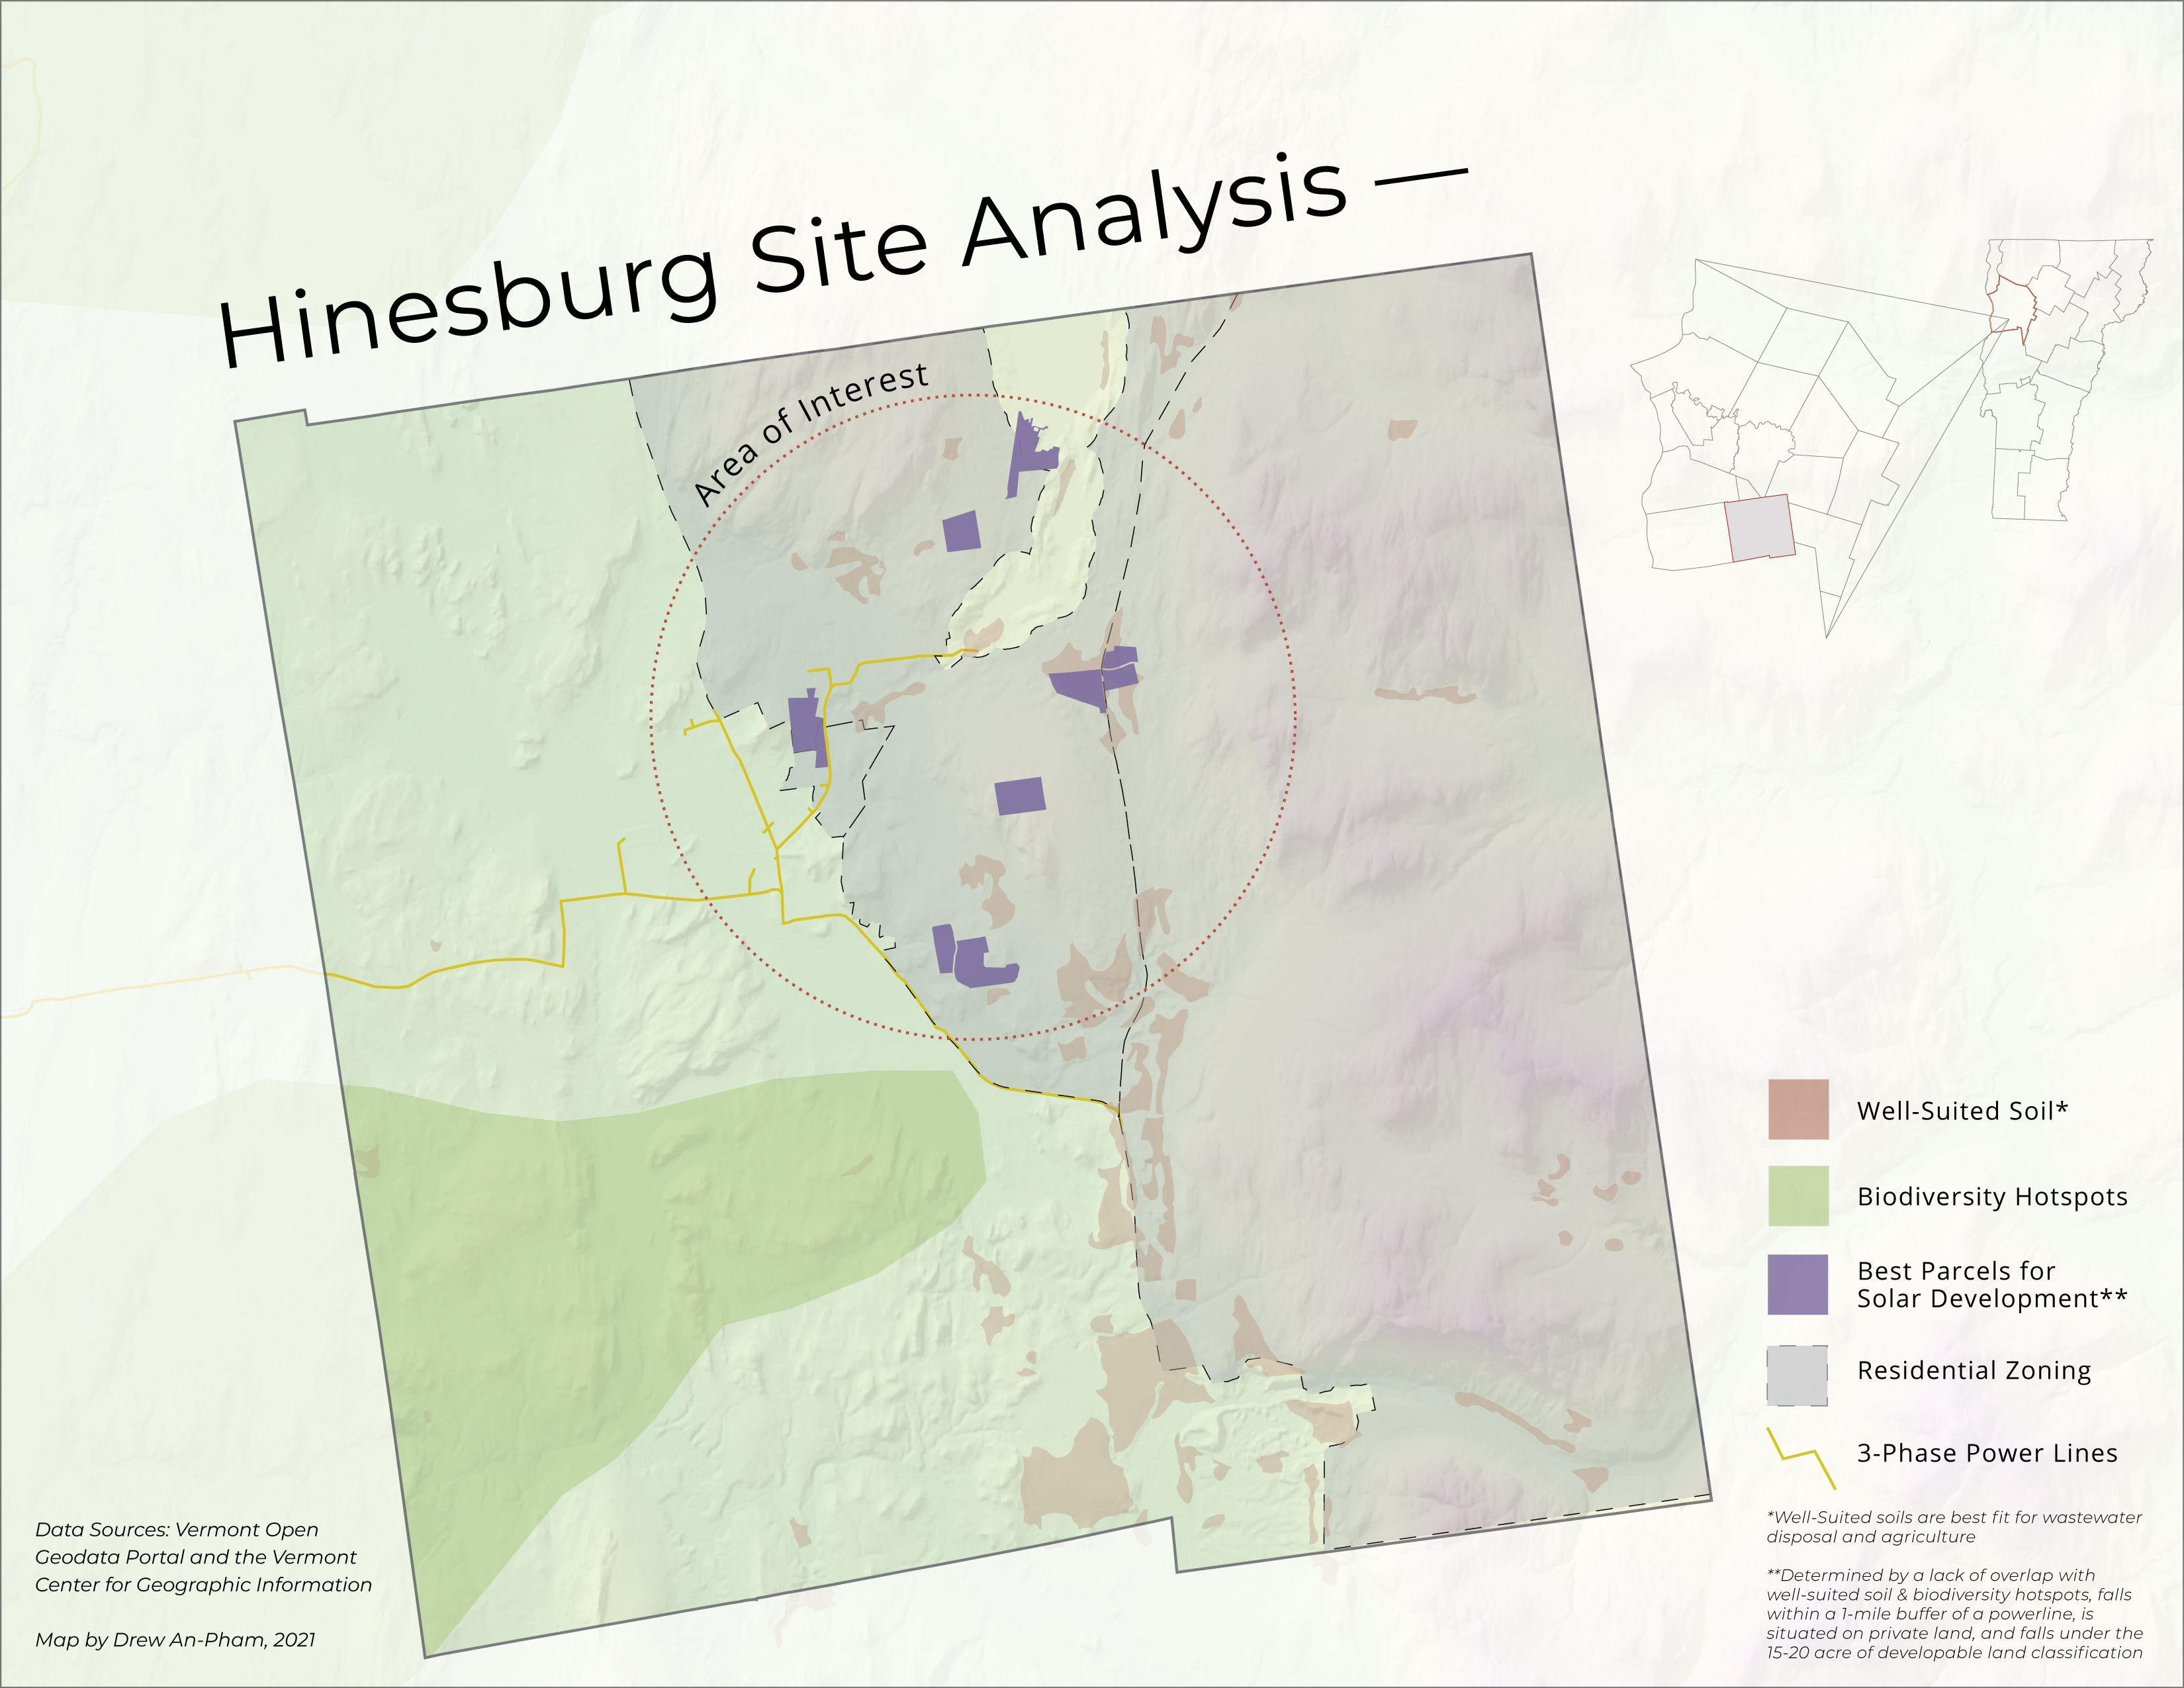 Hinesburg Site Analysis —
Area of Interest
Well-Suited Soil*
Biodiversity Hotspots
Best Parcels for
Solar Development**
Residential Zoning
3-Phase Power Lines
*Well-Suited soils are best fit for wastewater
disposal and agriculture
**Determined by a lack of overlap with
well-suited soil & biodiversity hotspots, falls
within a 1-mile buffer of a powerline, is
situated on private land, and falls under the
15-20 acre of developable land classification
Data Sources: Vermont Open
Geodata Portal and the Vermont
Center for Geographic Information
Map by Drew An-Pham, 2021